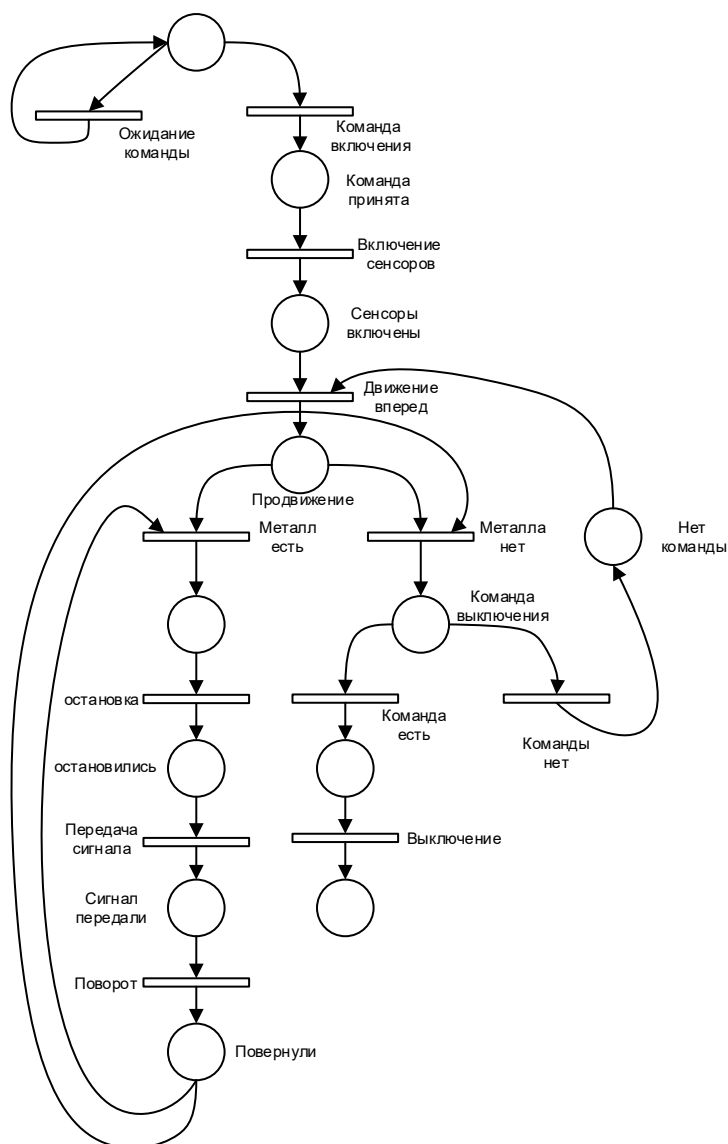 Ожидание
команды
Команда
включения
Команда
принята
Включение
сенсоров
Сенсоры
включены
Движение
вперед
Продвижение
Металл
есть
Металла
нет
Нет
команды
Команда
выключения
остановка
Команда
есть
Команды
нет
остановились
Передача
сигнала
Выключение
Сигнал
передали
Поворот
Повернули